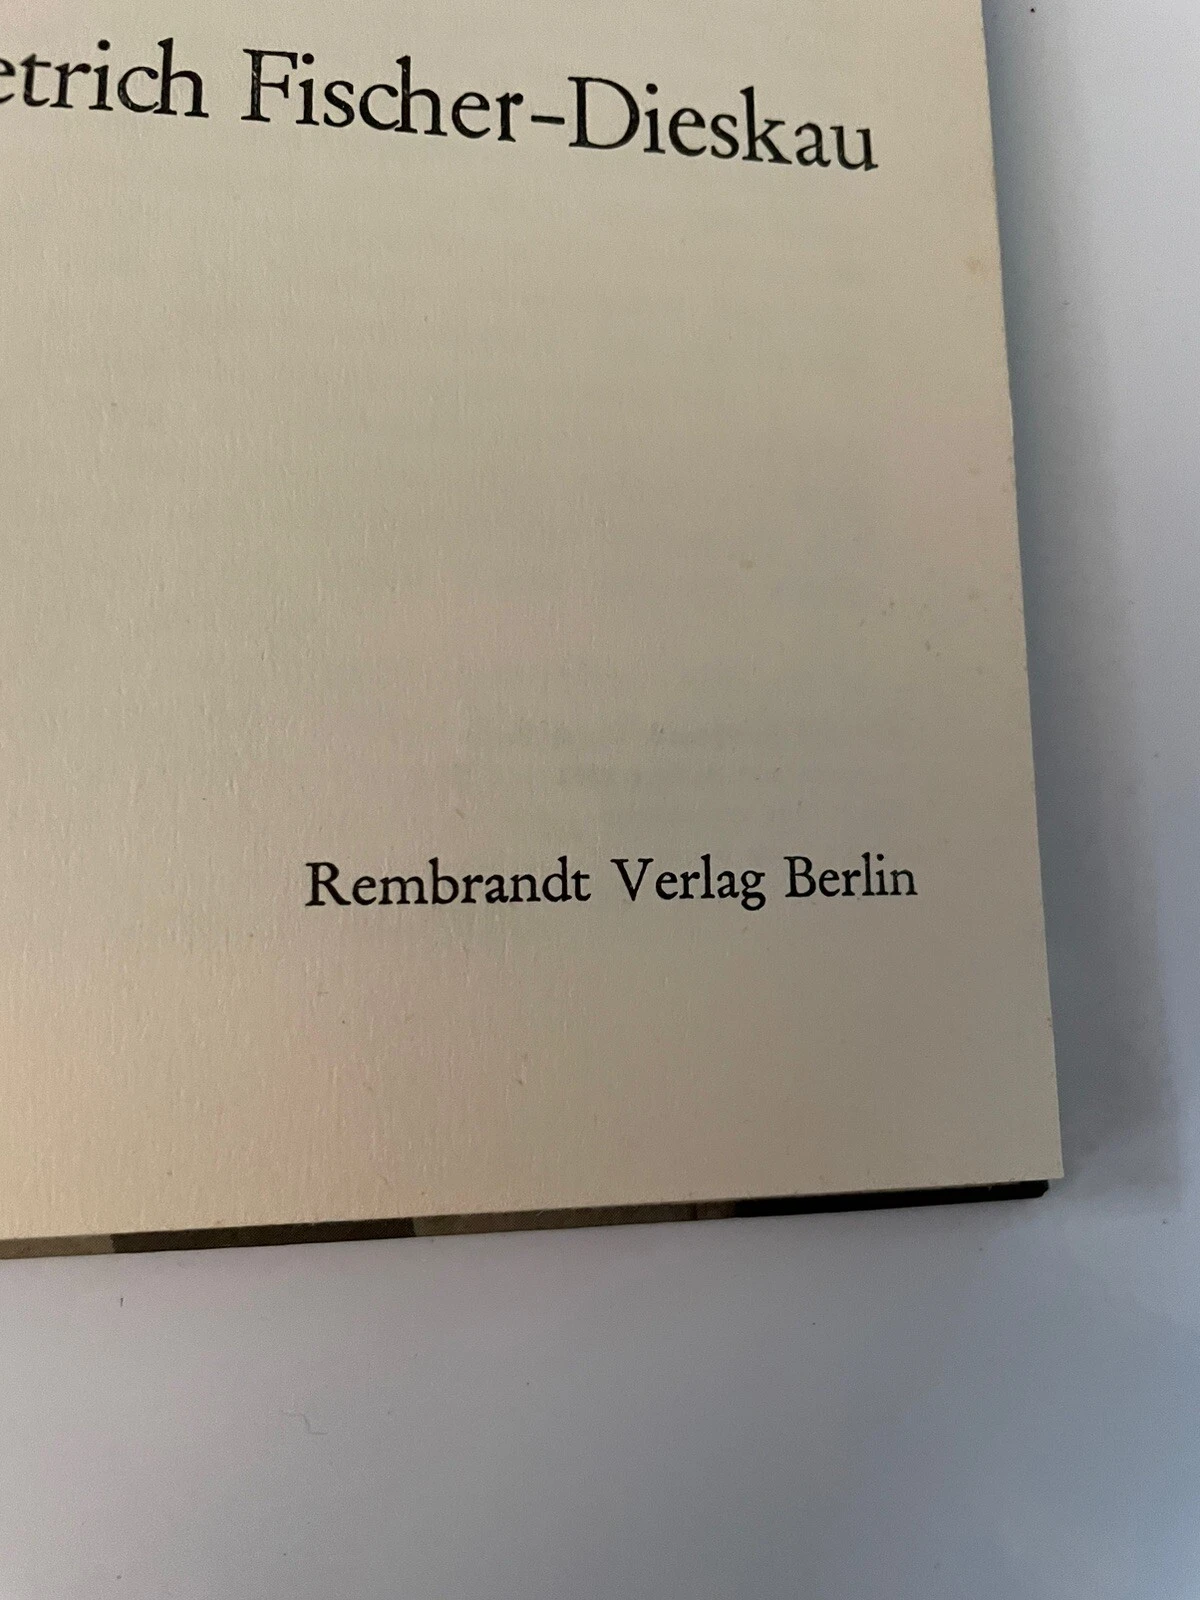 etrich Fischer-Dieskau
Rembrandt Verlag Berlin